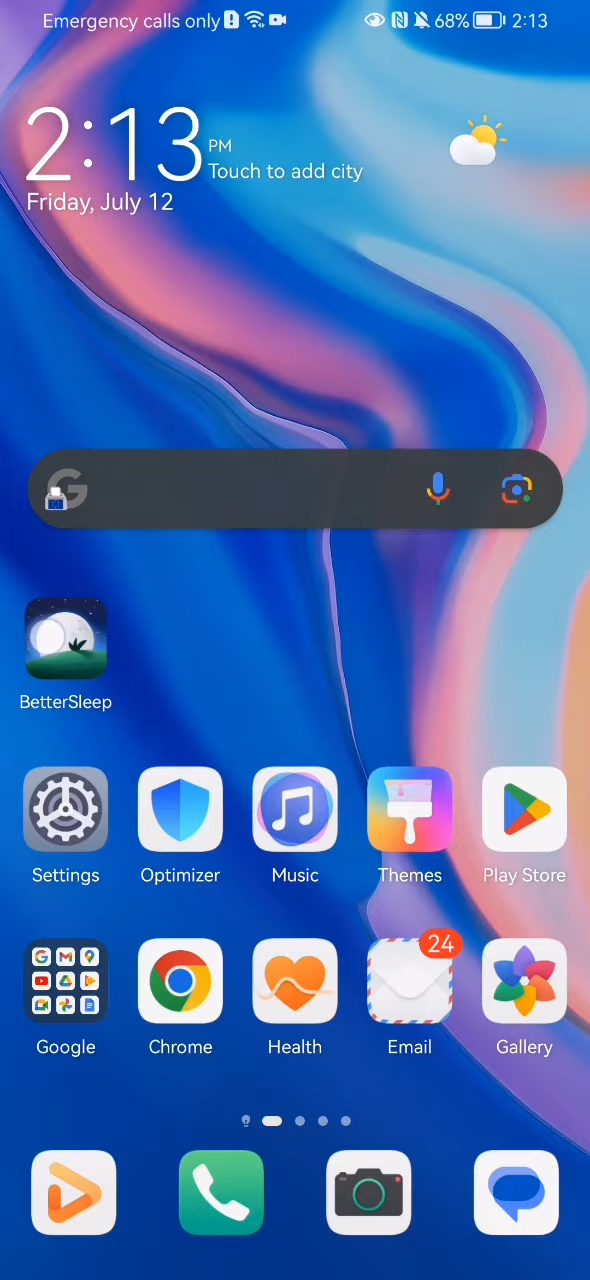 Emergency calls only 68% 2:13
2:13 PM
Touch to add city
Friday, July 12
BetterSleep
Settings Optimizer Music Themes Play Store
24
Google Chrome Health Email Gallery